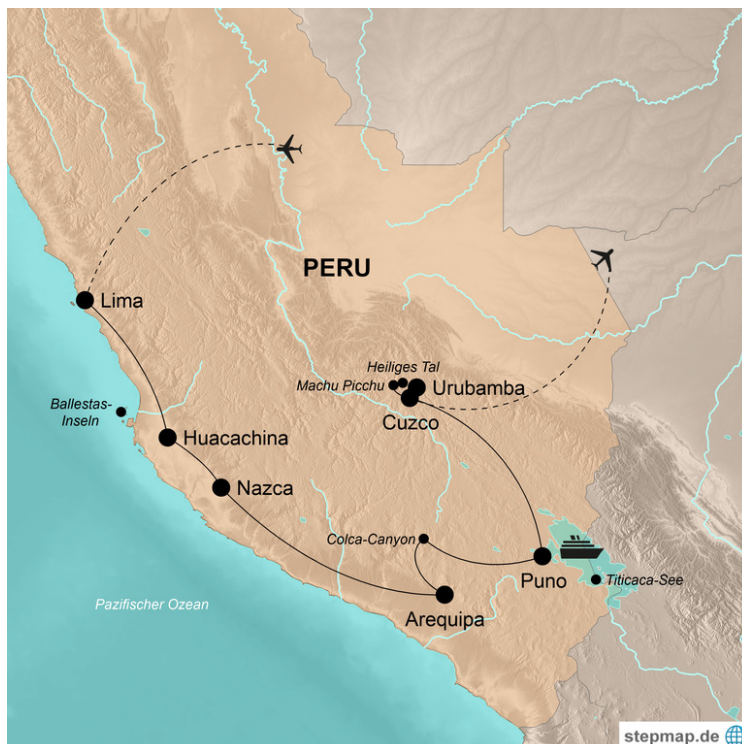 PERU
Lima
Heiliges Tal
Machu Picchu
Urubamba
Cuzco
Ballestas-
Inseln
Huacachina
Nazca
Colca-Canyon
Puno
Titicaca-See
Arequipa
Pazifischer Ozean
stepmap.de